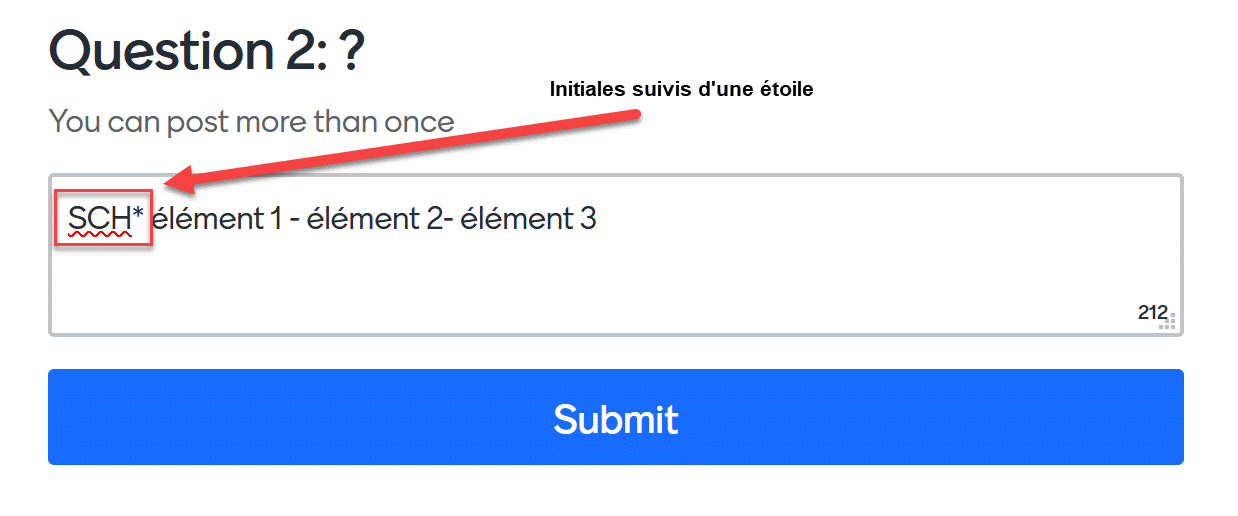 Question 2: ?
Initiales suivis d'une étoile
You can post more than once
SCH* élément 1 - élément 2- élément 3
212
Submit